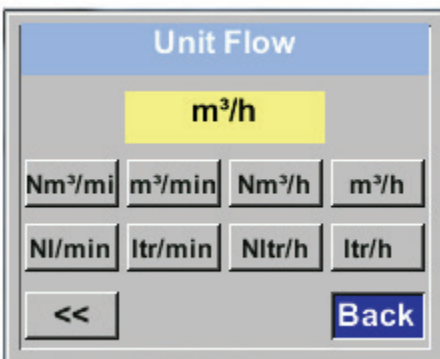 Unit Flow
m³/h
Nm³/mi m³/min Nm³/h m³/h
Nl/min ltr/min Nltr/h ltr/h
<< Back